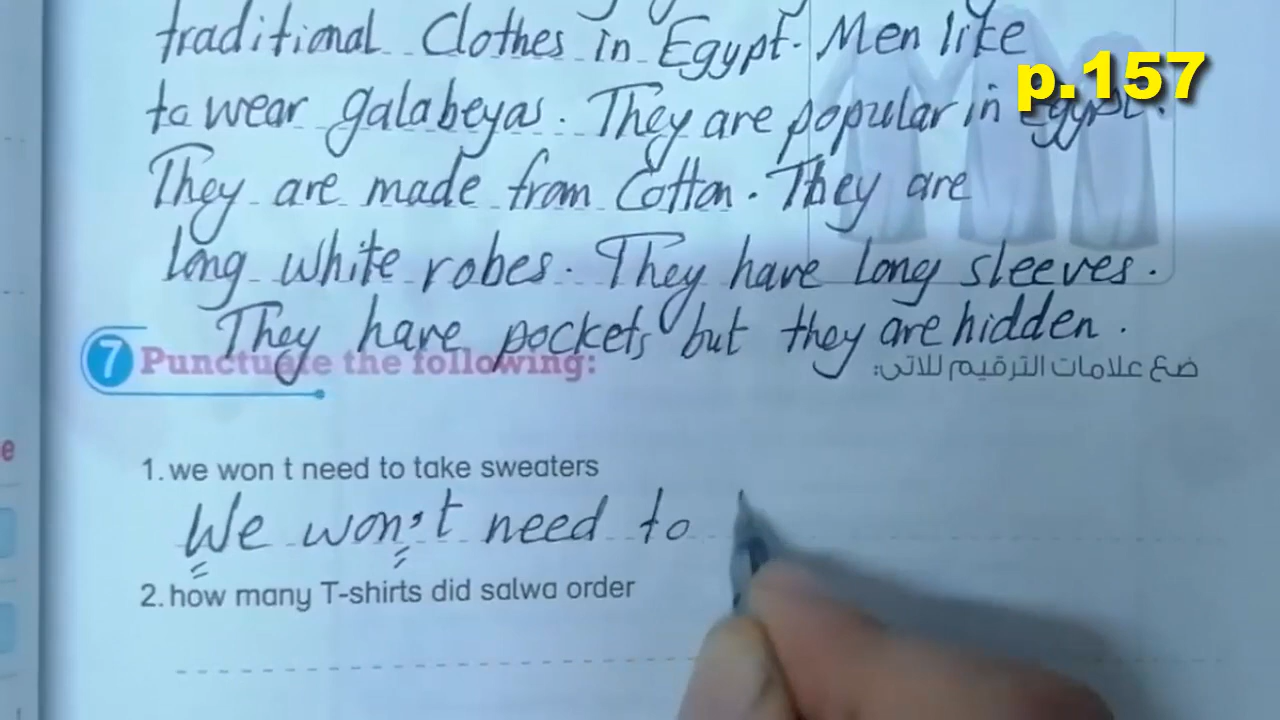 traditional Clothes in Egypt. Men like
p.157
to wear galabeyas. They are popular in Egypt.
They are made from Cotton. They are
long white robes. They have long sleeves.
They have pockets but they are hidden.
7 Punctuate the following:
ضع علامات الترقيم للاتى:
1. we won t need to take sweaters
We won't need to
2. how many T-shirts did salwa order
e